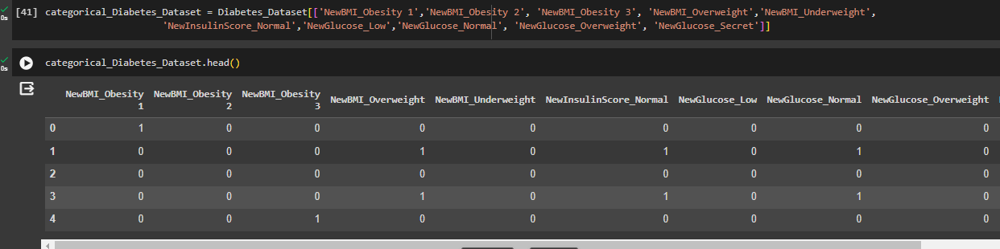 [41] categorical_Diabetes_Dataset = Diabetes_Dataset[['NewBMI_Obesity 1','NewBMI_Obesity 2', 'NewBMI_Obesity 3', 'NewBMI_Overweight','NewBMI_Underweight',
0s
'NewInsulinScore_Normal','NewGlucose_Low','NewGlucose_Normal', 'NewGlucose_Overweight', 'NewGlucose_Secret']]
categorical_Diabetes_Dataset.head()
0s
NewBMI_Obesity 1 NewBMI_Obesity 2 NewBMI_Obesity 3 NewBMI_Overweight NewBMI_Underweight NewInsulinScore_Normal NewGlucose_Low NewGlucose_Normal NewGlucose_Overweight
0 1 0 0 0 0 0 0 0 0
1 0 0 0 1 0 1 0 1 0
2 0 0 0 0 0 0 0 0 0
3 0 0 0 1 0 1 0 1 0
4 0 0 1 0 0 0 0 0 0